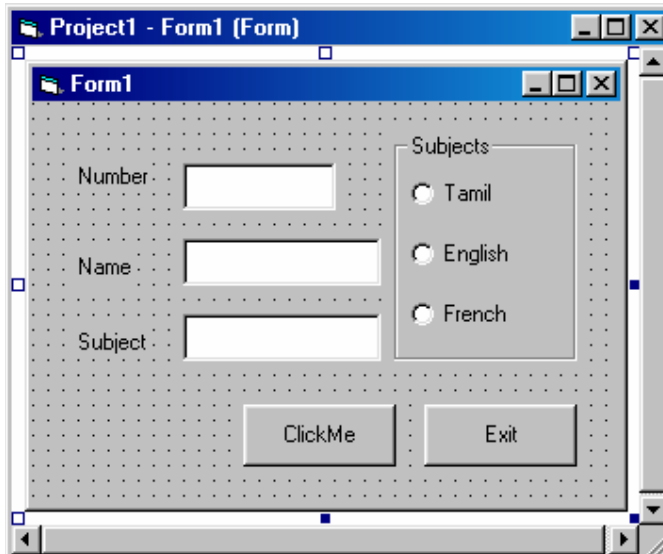 Project1 - Form1 (Form)
Form1
Number
Name
Subject
Subjects
Tamil
English
French
ClickMe
Exit